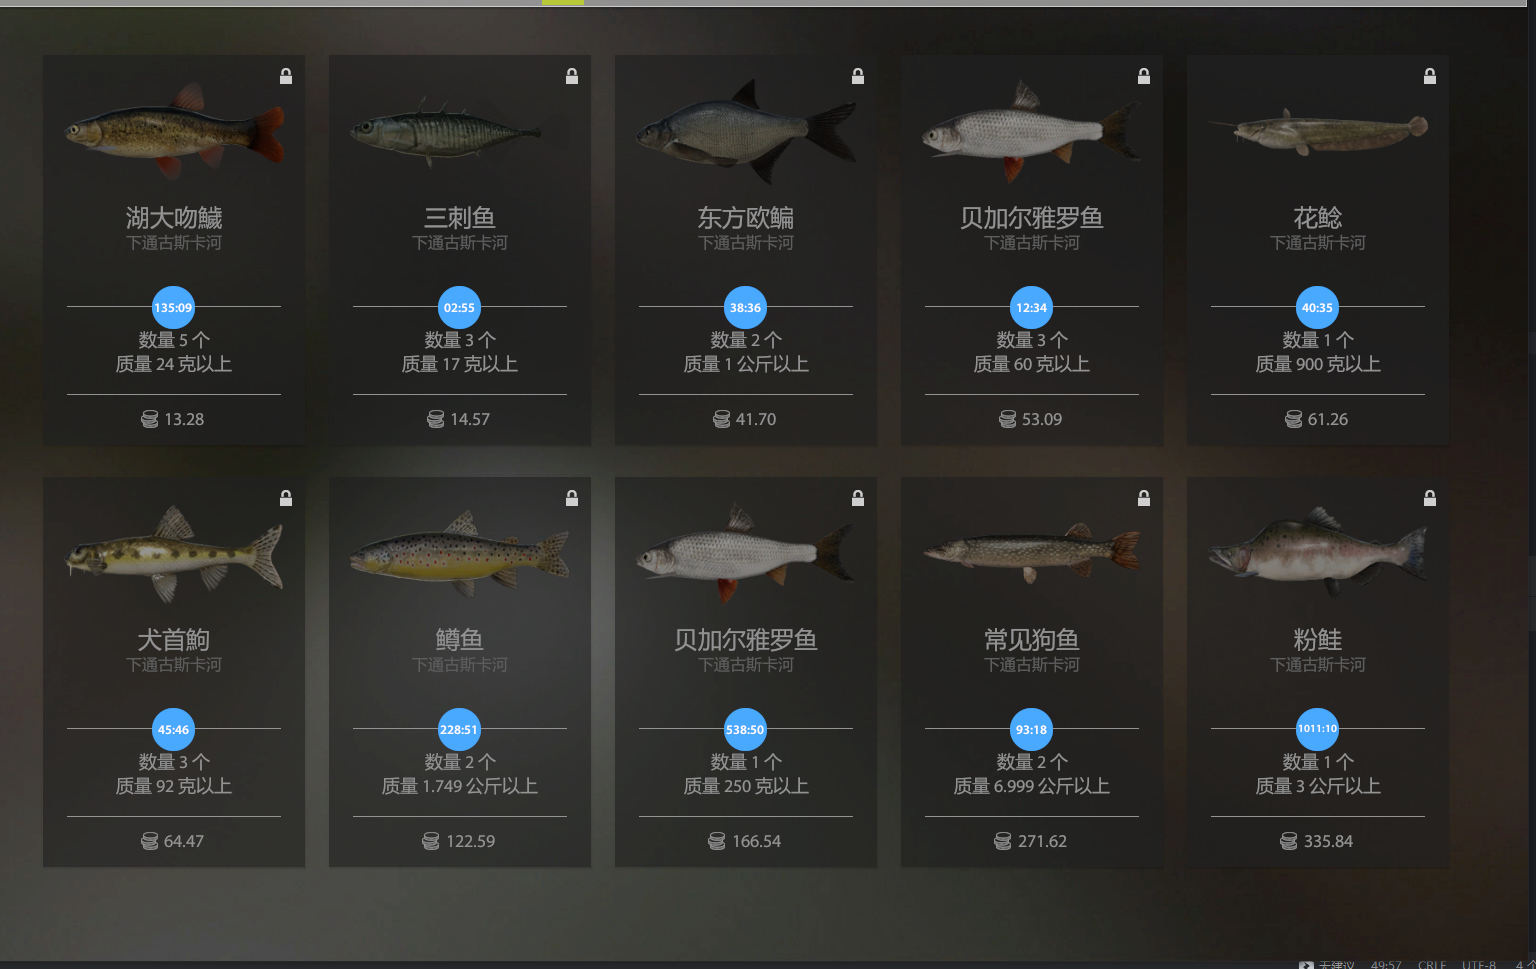 湖大吻鱥
下通古斯卡河
135:09
数量 5 个
质量 24 克以上
13.28
三刺鱼
下通古斯卡河
02:55
数量 3 个
质量 17 克以上
14.57
东方欧鳊
下通古斯卡河
38:36
数量 2 个
质量 1 公斤以上
41.70
贝加尔雅罗鱼
下通古斯卡河
12:34
数量 3 个
质量 60 克以上
53.09
花鲶
下通古斯卡河
40:35
数量 1 个
质量 900 克以上
61.26
犬首鮈
下通古斯卡河
45:46
数量 3 个
质量 92 克以上
64.47
鳟鱼
下通古斯卡河
228:51
数量 2 个
质量 1.749 公斤以上
122.59
贝加尔雅罗鱼
下通古斯卡河
538:50
数量 1 个
质量 250 克以上
166.54
常见狗鱼
下通古斯卡河
93:18
数量 2 个
质量 6.999 公斤以上
271.62
粉鲑
下通古斯卡河
1011:10
数量 1 个
质量 3 公斤以上
335.84
无建议 49:57 CRLF UTF-8 4 个